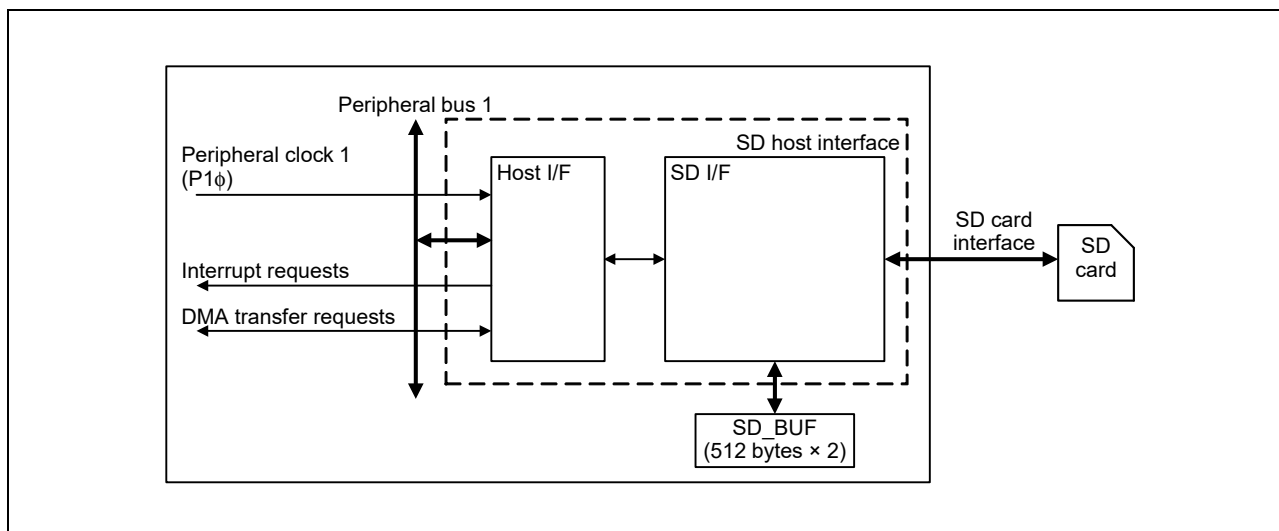 Peripheral bus 1
SD host interface
Peripheral clock 1
(P1ϕ)
Host I/F
SD I/F
SD card
interface
SD
card
Interrupt requests
DMA transfer requests
SD_BUF
(512 bytes × 2)